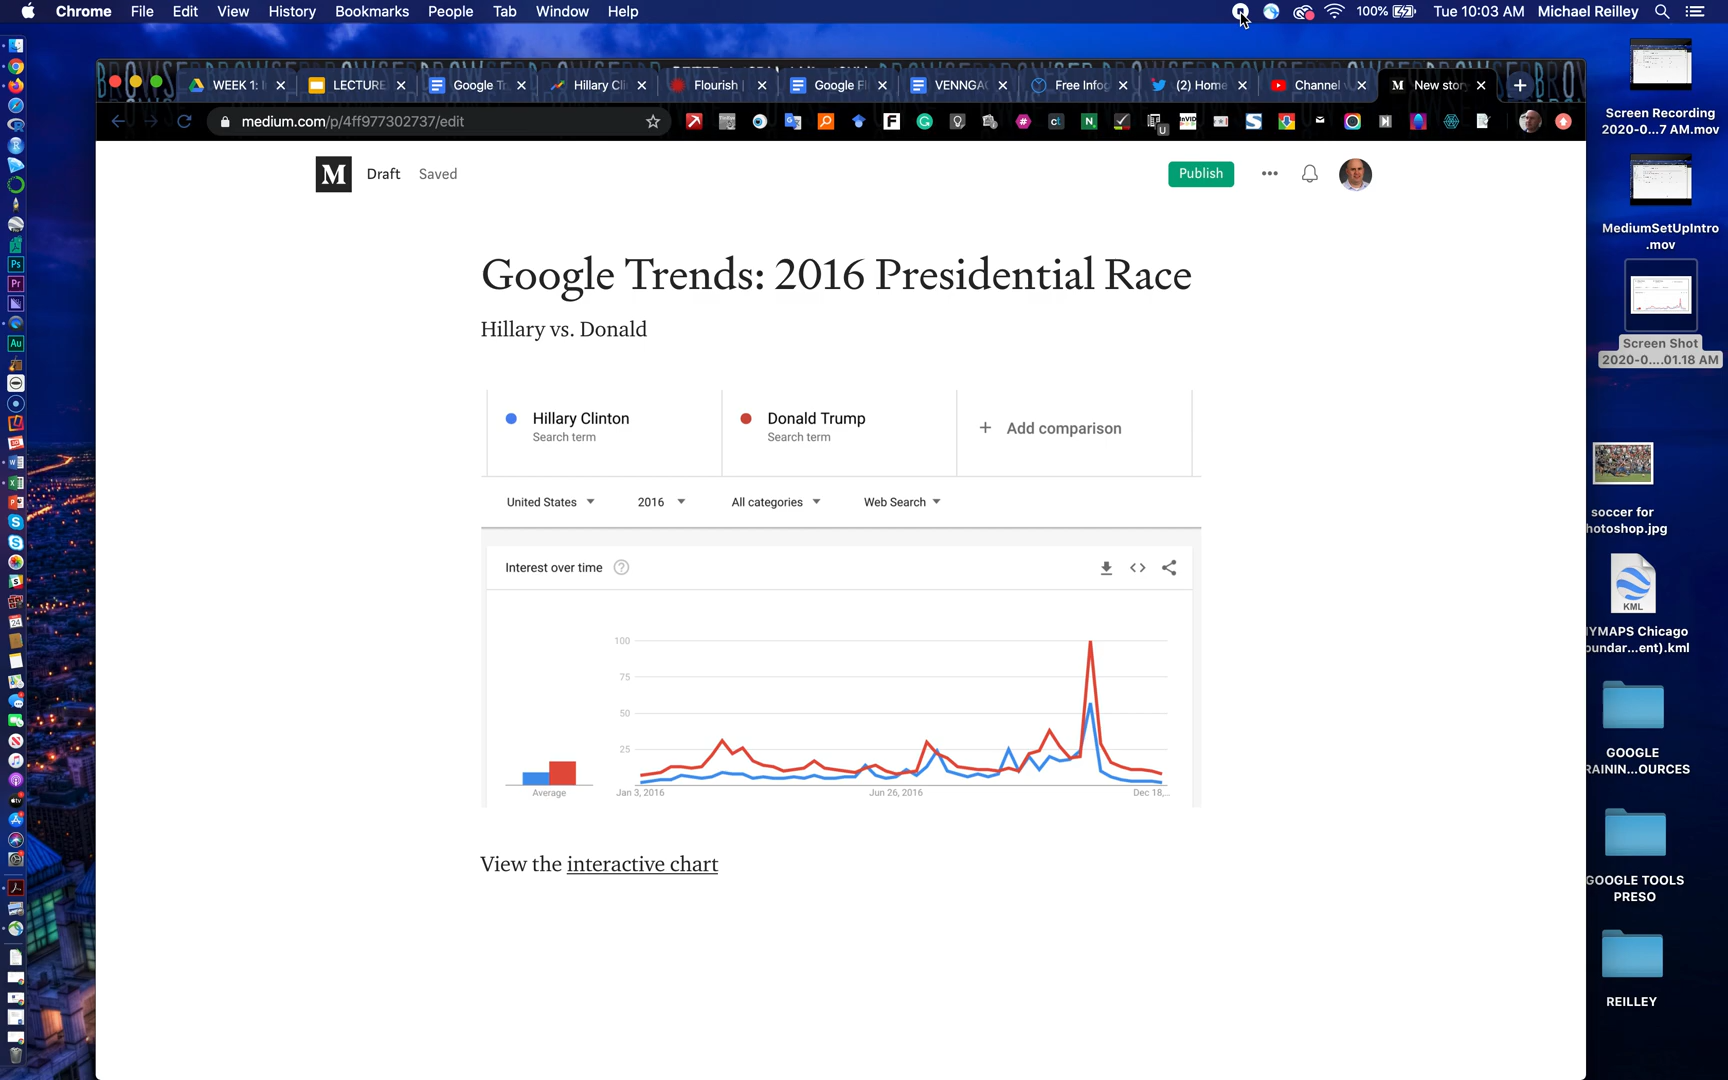 Chrome File Edit View History Bookmarks People Tab Window Help
100% Tue 10:03 AM Michael Reilley
WEEK 1:
LECTURE
Google T
Hillary Cl
Flourish
Google F
VENNGA
Free Infog
(2) Home
Channel
New stor
medium.com/p/4ff977302737/edit
M Draft Saved
Publish
Google Trends: 2016 Presidential Race
Hillary vs. Donald
Hillary Clinton
Search term
Donald Trump
Search term
+ Add comparison
United States
2016
All categories
Web Search
Interest over time
100
75
50
25
Average
Jan 3, 2016
Jun 26, 2016
Dec 18,...
View the interactive chart
Screen Recording
2020-0...7 AM.mov
MediumSetUpIntro
.mov
Screen Shot
2020-0....01.18 AM
soccer for
hotoshop.jpg
KML
YMAPS Chicago
oundar...ent).kml
GOOGLE
RAININ...OURCES
GOOGLE TOOLS
PRESO
REILLEY